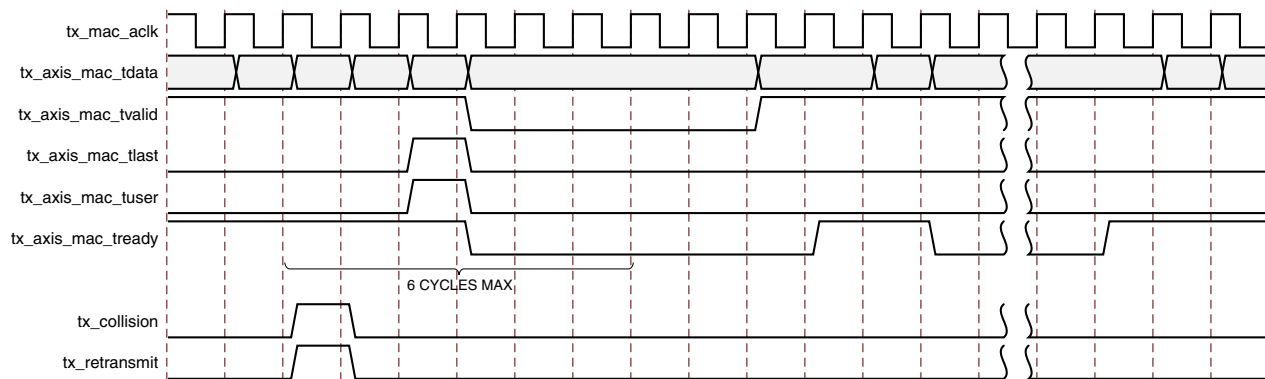 tx_mac_aclk
tx_axis_mac_tdata
tx_axis_mac_tvalid
tx_axis_mac_tlast
tx_axis_mac_tuser
tx_axis_mac_tready
6 CYCLES MAX
tx_collision
tx_retransmit